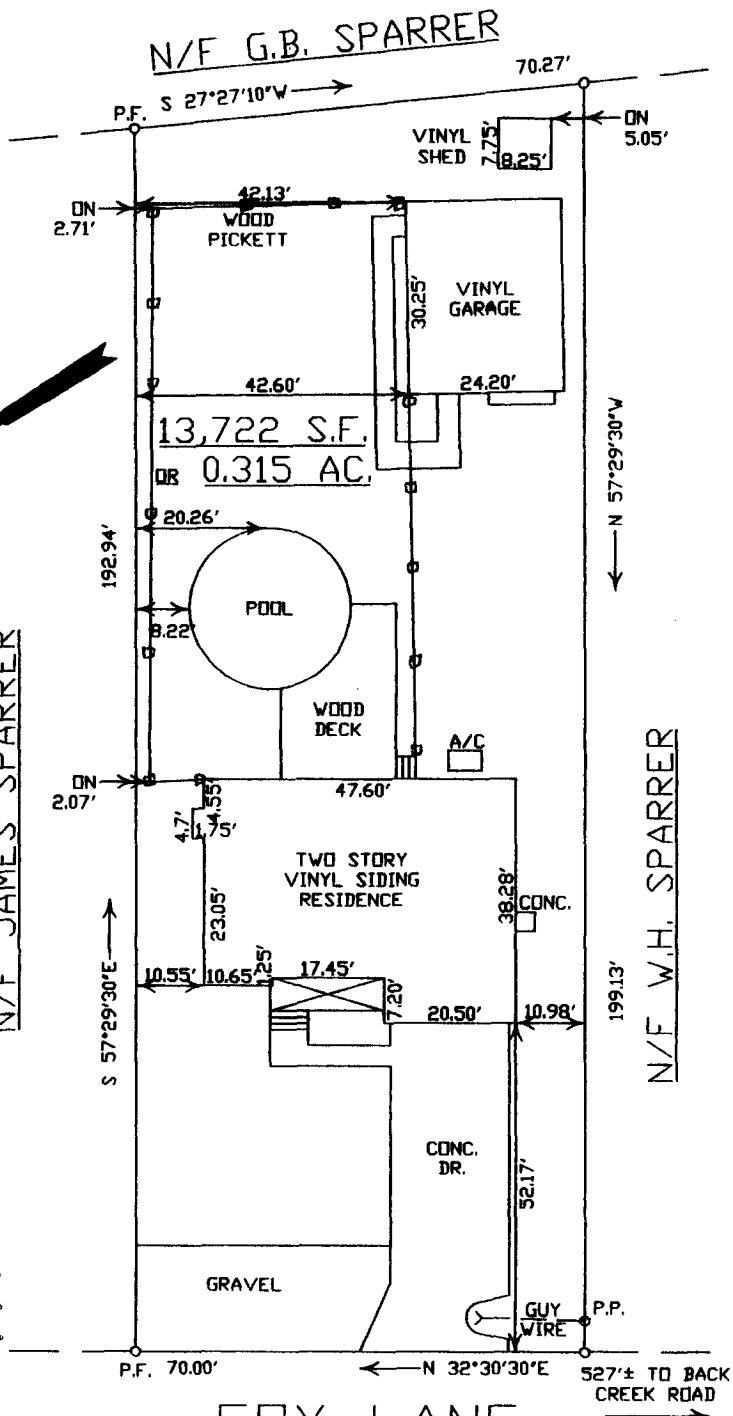 N/F G.B. SPARRER
70.27'
P.F.
S 27°27'10"W
ON
5.05'
VINYL
SHED
7.75'
8.25'
42.13'
ON
2.71'
WOOD
PICKETT
30.25'
VINYL
GARAGE
42.60'
24.20'
13,722 S.F.
OR 0.315 AC.
N 57°29'30"W
20.26'
192.94'
POOL
8.22'
WOOD
DECK
A/C
ON
2.07'
47.60'
4.55'
4.7'
1.75'
TWO STORY
VINYL SIDING
RESIDENCE
38.28'
CONC.
23.05'
N/F JAMES SPARRER
N/F W.H. SPARRER
10.55'
10.65'
1.25'
17.45'
7.20'
20.50'
10.98'
199.13'
S 57°29'30"E
CONC.
DR.
52.17'
GRAVEL
GUY
WIRE
P.P.
P.F.
70.00'
N 32°30'30"E
527'± TO BACK
CREEK ROAD
LANE